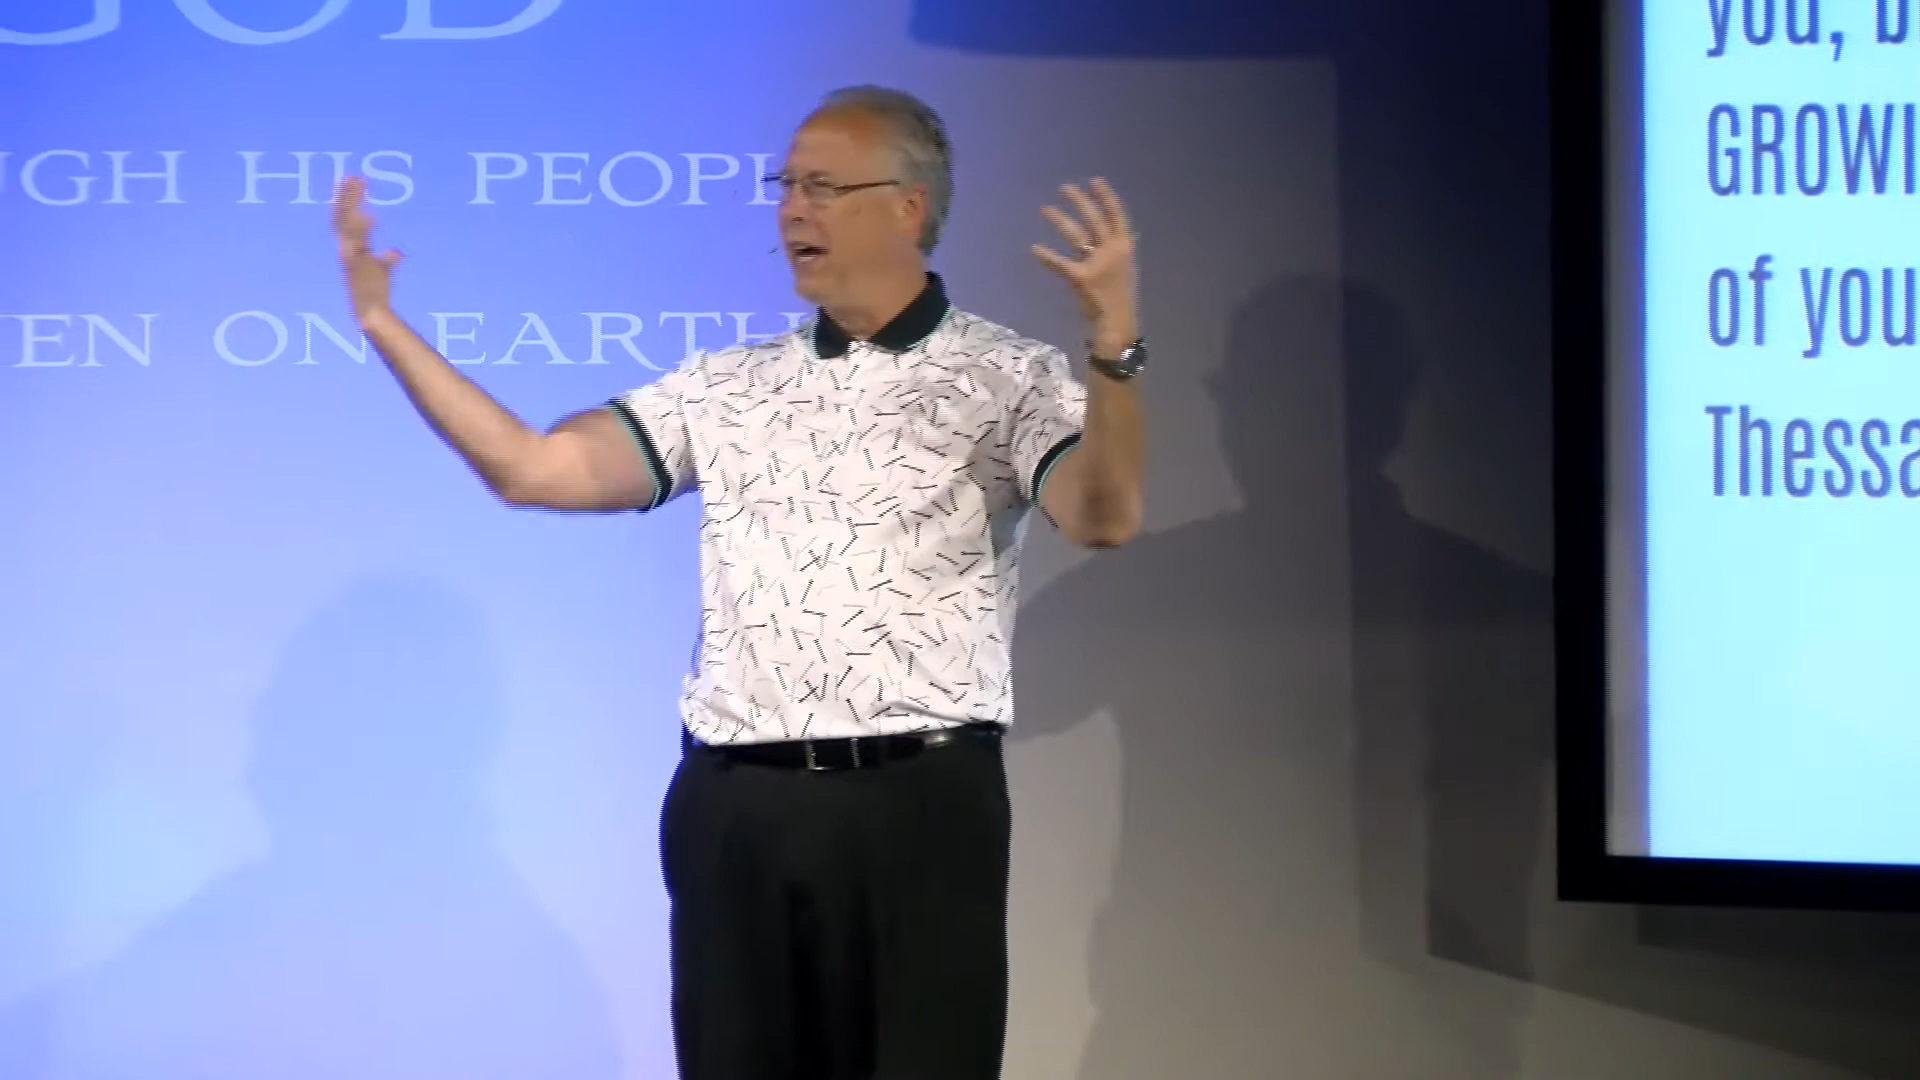 GOD
UGH HIS PEOPL
EN ON EARTH
you, b
GROWI
of you
Thessa